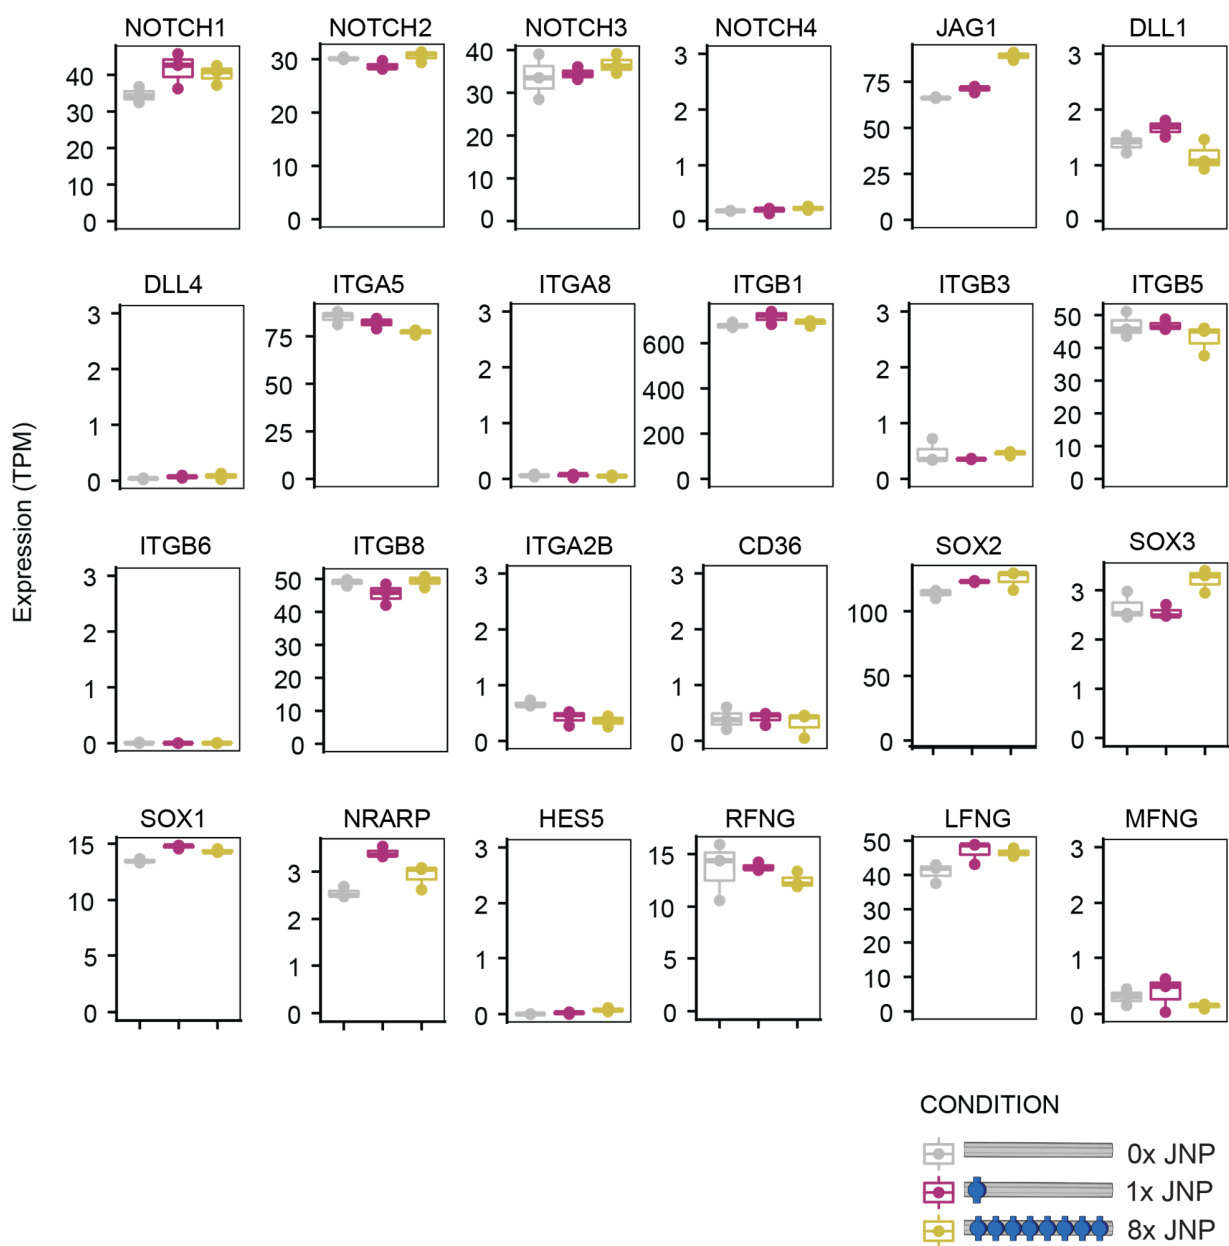 NOTCH1 NOTCH2 NOTCH3 NOTCH4 JAG1 DLL1
40 30 20 10 0
30 20 10 0
40 30 20 10 0
3 2 1 0
75 50 25 0
3 2 1 0
DLL4 ITGA5 ITGA8 ITGB1 ITGB3 ITGB5
3 2 1 0
75 50 25 0
3 2 1 0
600 400 200 0
3 2 1 0
50 40 30 20 10 0
Expression (TPM)
ITGB6 ITGB8 ITGA2B CD36 SOX2 SOX3
3 2 1 0
50 40 30 20 10 0
3 2 1 0
3 2 1 0
100 50 0
3 2 1 0
SOX1 NRARP HES5 RFNG LFNG MFNG
15 10 5 0
3 2 1 0
3 2 1 0
15 10 5 0
50 40 30 20 10 0
3 2 1 0
CONDITION
0x JNP
1x JNP
8x JNP